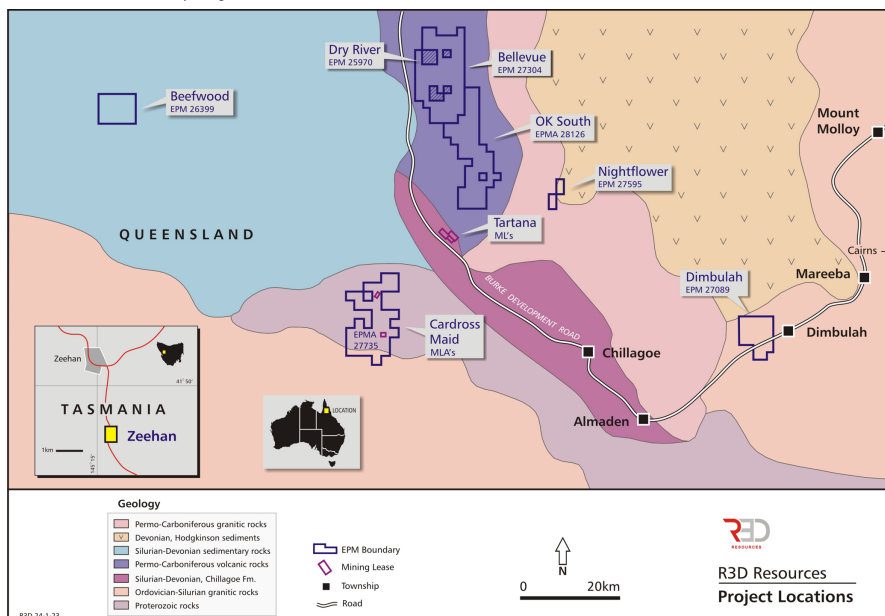 Dry River
EPM 25970
Bellevue
EPM 27304
Beefwood
EPM 26399
OK South
EPMA 28126
Mount
Molloy
Nightflower
EPM 27595
Tartana
ML's
QUEENSLAND
Cairns
Mareeba
Dimbulah
EPM 27089
BURKE DEVELOPMENT ROAD
EPMA
27735
Cardross
Maid
MLA's
Dimbulah
Chillagoe
Almaden
Zeehan
41° 50'
TASMANIA
Zeehan
1km
145° 15'
LOCATION
Geology
Permo-Carboniferous granitic rocks
Devonian, Hodgkinson sediments
Silurian-Devonian sedimentary rocks
Permo-Carboniferous volcanic rocks
Silurian-Devonian, Chillagoe Fm.
Ordovician-Silurian granitic rocks
Proterozoic rocks
EPM Boundary
Mining Lease
Township
Road
N
0 20km
R3D
RESOURCES
R3D Resources
Project Locations
R3D 24-1-23